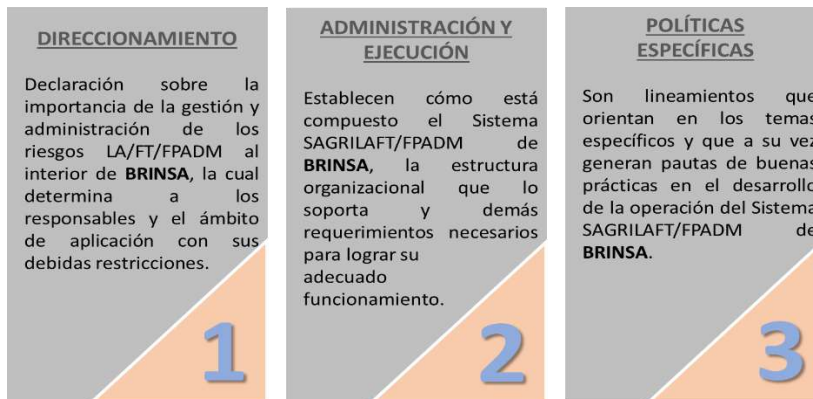 DIRECCIONAMIENTO
Declaración sobre la
importancia de la gestión y
administración de los
riesgos LA/FT/FPADM al
interior de BRINSA, la cual
determina a los
responsables y el ámbito
de aplicación con sus
debidas restricciones.
1
ADMINISTRACIÓN Y
EJECUCIÓN
Establecen cómo está
compuesto el Sistema
SAGRILAFT/FPADM de
BRINSA, la estructura
organizacional que lo
soporta y demás
requerimientos necesarios
para lograr su
adecuado
funcionamiento.
2
POLÍTICAS
ESPECÍFICAS
Son lineamientos que
orientan en los temas
específicos y que a su vez
generan pautas de buenas
prácticas en el desarrollo
de la operación del Sistema
SAGRILAFT/FPADM de
BRINSA.
3